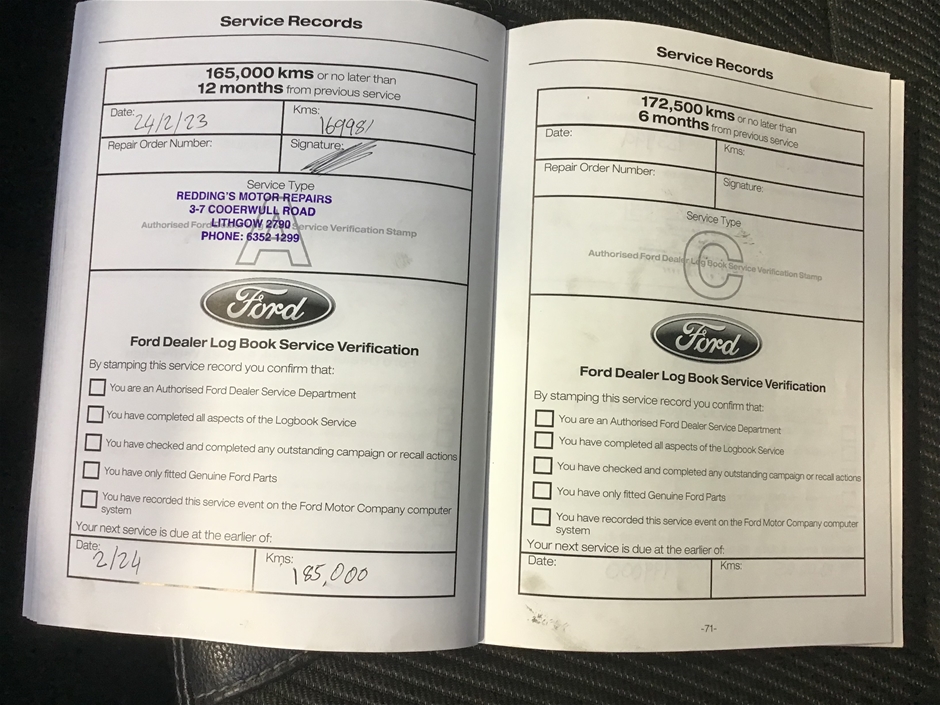 Service Records
165,000 kms or no later than
12 months from previous service
Date: 24/2/23
Kms: 169981
Repair Order Number:
Signature:
Service Type
REDDING'S MOTOR REPAIRS
3-7 COOERWULL ROAD
LITHGOW 2790
Authorised Ford Service Verification Stamp
PHONE: 6352 1299
A
Ford
Ford Dealer Log Book Service Verification
By stamping this service record you confirm that:
You are an Authorised Ford Dealer Service Department
You have completed all aspects of the Logbook Service
You have checked and completed any outstanding campaign or recall actions
You have only fitted Genuine Ford Parts
You have recorded this service event on the Ford Motor Company computer
system
Your next service is due at the earlier of:
Date: 2/24
Kms: 185,000
Service Records
172,500 kms or no later than
6 months from previous service
Date:
Kms:
Repair Order Number:
Signature:
Service Type
Authorised Ford Dealer Log Book Service Verification Stamp
C
Ford
Ford Dealer Log Book Service Verification
By stamping this service record you confirm that:
You are an Authorised Ford Dealer Service Department
You have completed all aspects of the Logbook Service
You have checked and completed any outstanding campaign or recall actions
You have only fitted Genuine Ford Parts
You have recorded this service event on the Ford Motor Company computer
system
Your next service is due at the earlier of:
Date:
Kms:
-71-